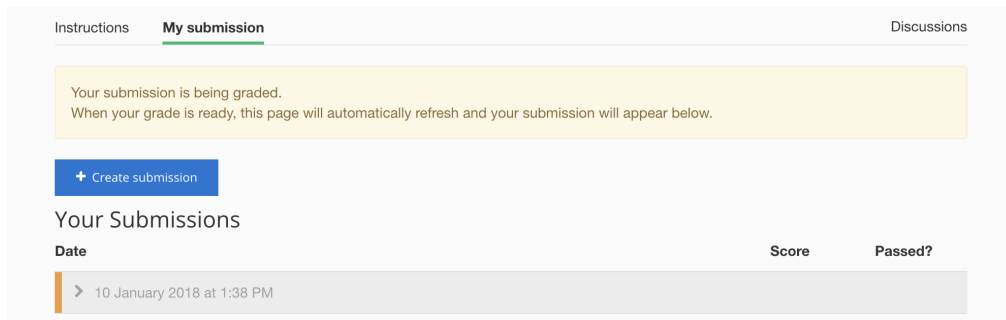 Instructions My submission Discussions
Your submission is being graded.
When your grade is ready, this page will automatically refresh and your submission will appear below.
+ Create submission
Your Submissions
Date Score Passed?
10 January 2018 at 1:38 PM